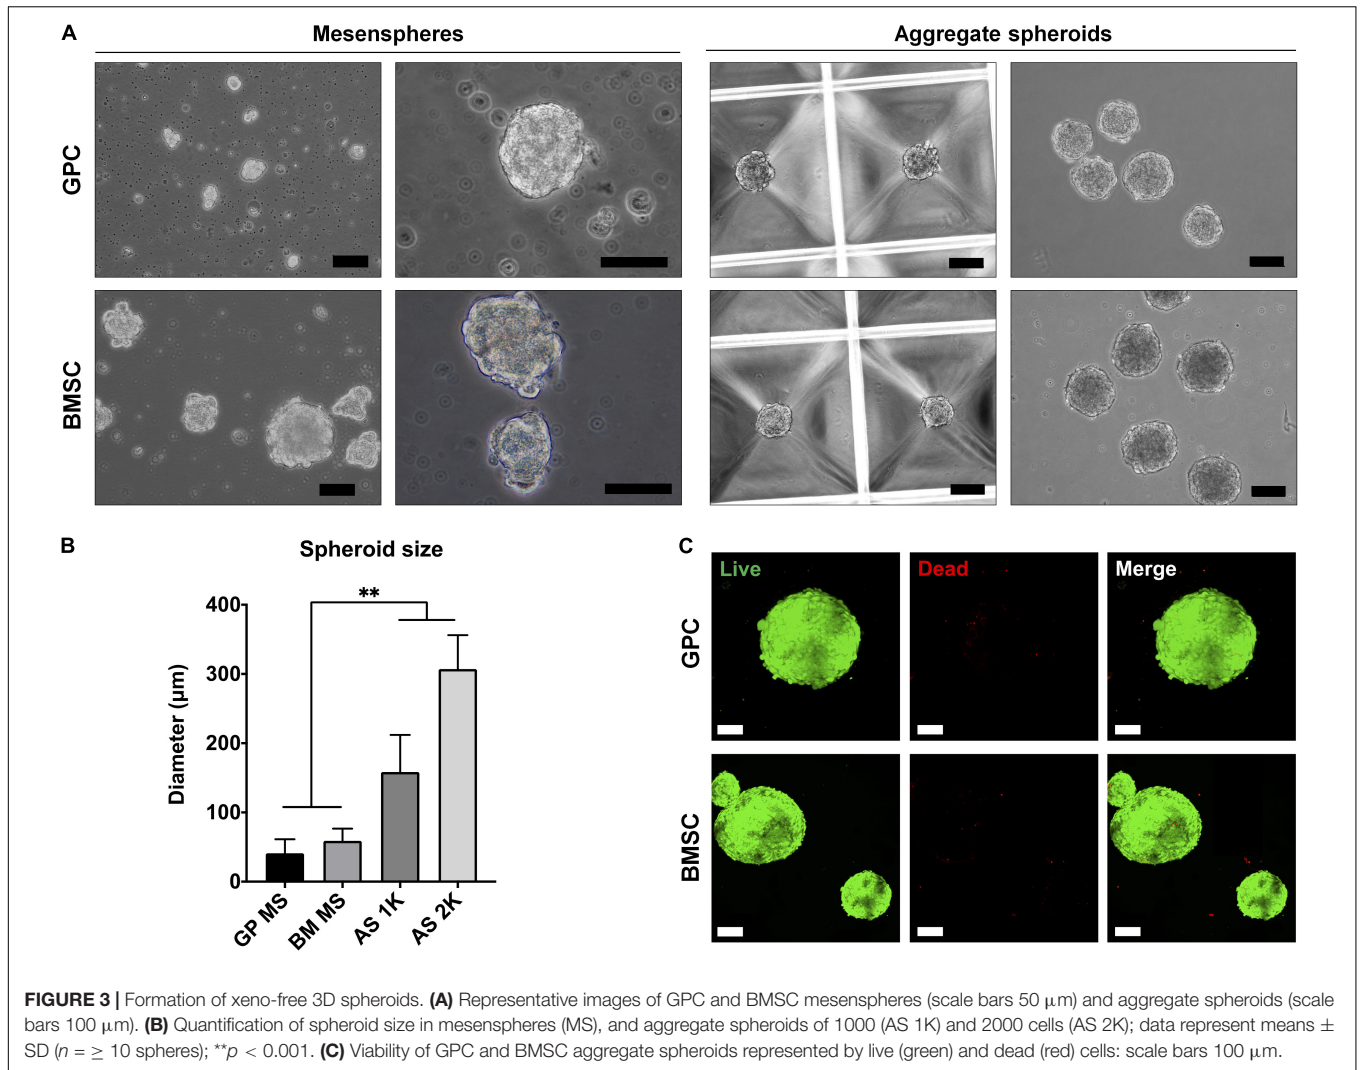 A
Mesenspheres
Aggregate spheroids
GPC
BMSC
B
Spheroid size
**
400
300
200
100
0
Diameter (μm)
GP MS
BM MS
AS 1K
AS 2K
C
Live
Dead
Merge
GPC
BMSC
FIGURE 3 | Formation of xeno-free 3D spheroids. (A) Representative images of GPC and BMSC mesenspheres (scale bars 50 μm) and aggregate spheroids (scale
bars 100 μm). (B) Quantification of spheroid size in mesenspheres (MS), and aggregate spheroids of 1000 (AS 1K) and 2000 cells (AS 2K); data represent means ±
SD (n = ≥ 10 spheres); **p < 0.001. (C) Viability of GPC and BMSC aggregate spheroids represented by live (green) and dead (red) cells: scale bars 100 μm.